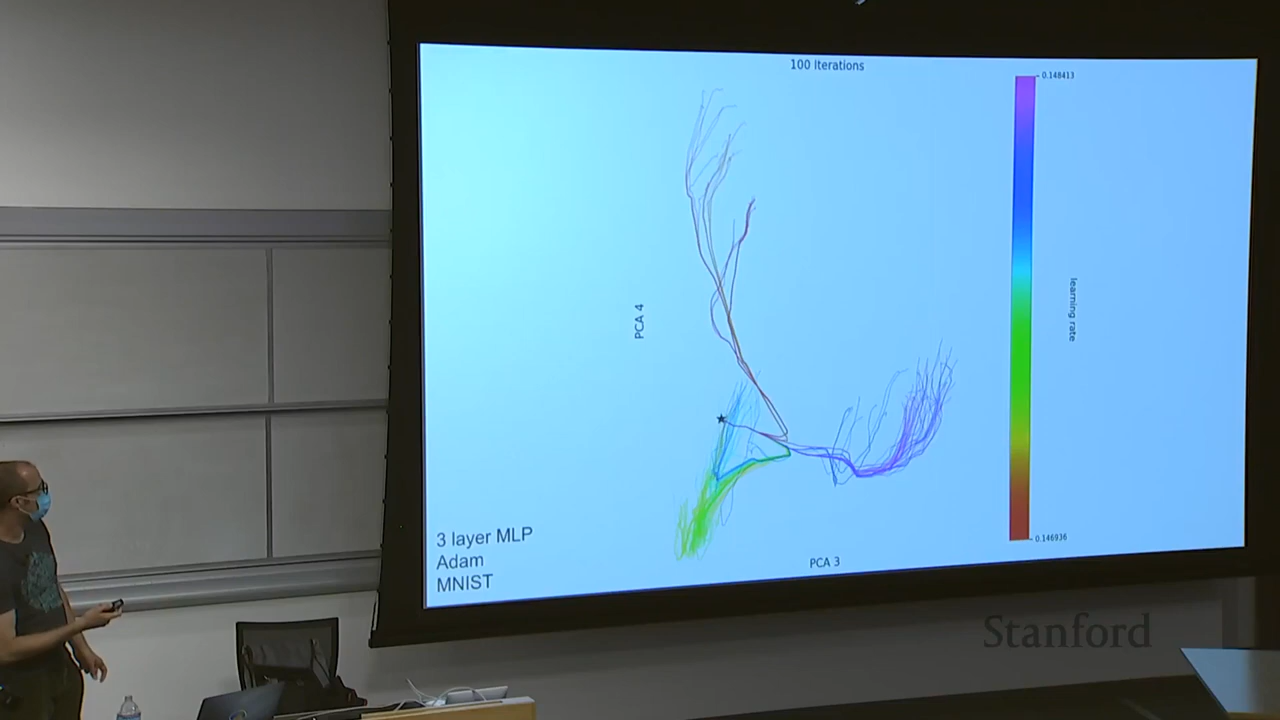 100 Iterations
0.148413
learning rate
PCA 4
0.146936
3 layer MLP
Adam
MNIST
PCA 3
Stanford